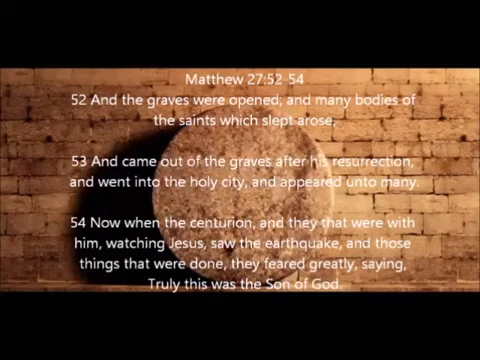 Matthew 27:52-54
52 And the graves were opened; and many bodies of
the saints which slept arose,
53 And came out of the graves after his resurrection,
and went into the holy city, and appeared unto many.
54 Now when the centurion, and they that were with
him, watching Jesus, saw the earthquake, and those
things that were done, they feared greatly, saying,
Truly this was the Son of God.